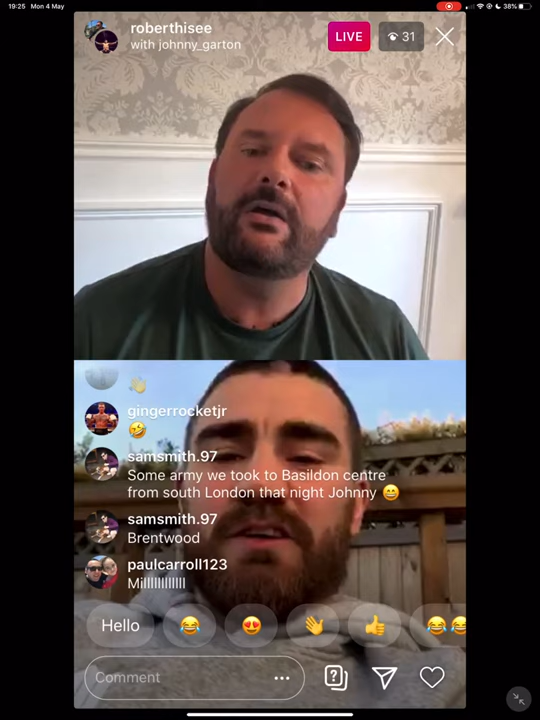 19:25 Mon 4 May
38%
roberthisee
with johnny_garton
LIVE
31
gingerrocketjr
🤣
samsmith.97
Some army we took to Basildon centre
from south London that night Johnny 😄
samsmith.97
Brentwood
paulcarroll123
Millllllllllll
Hello
Comment